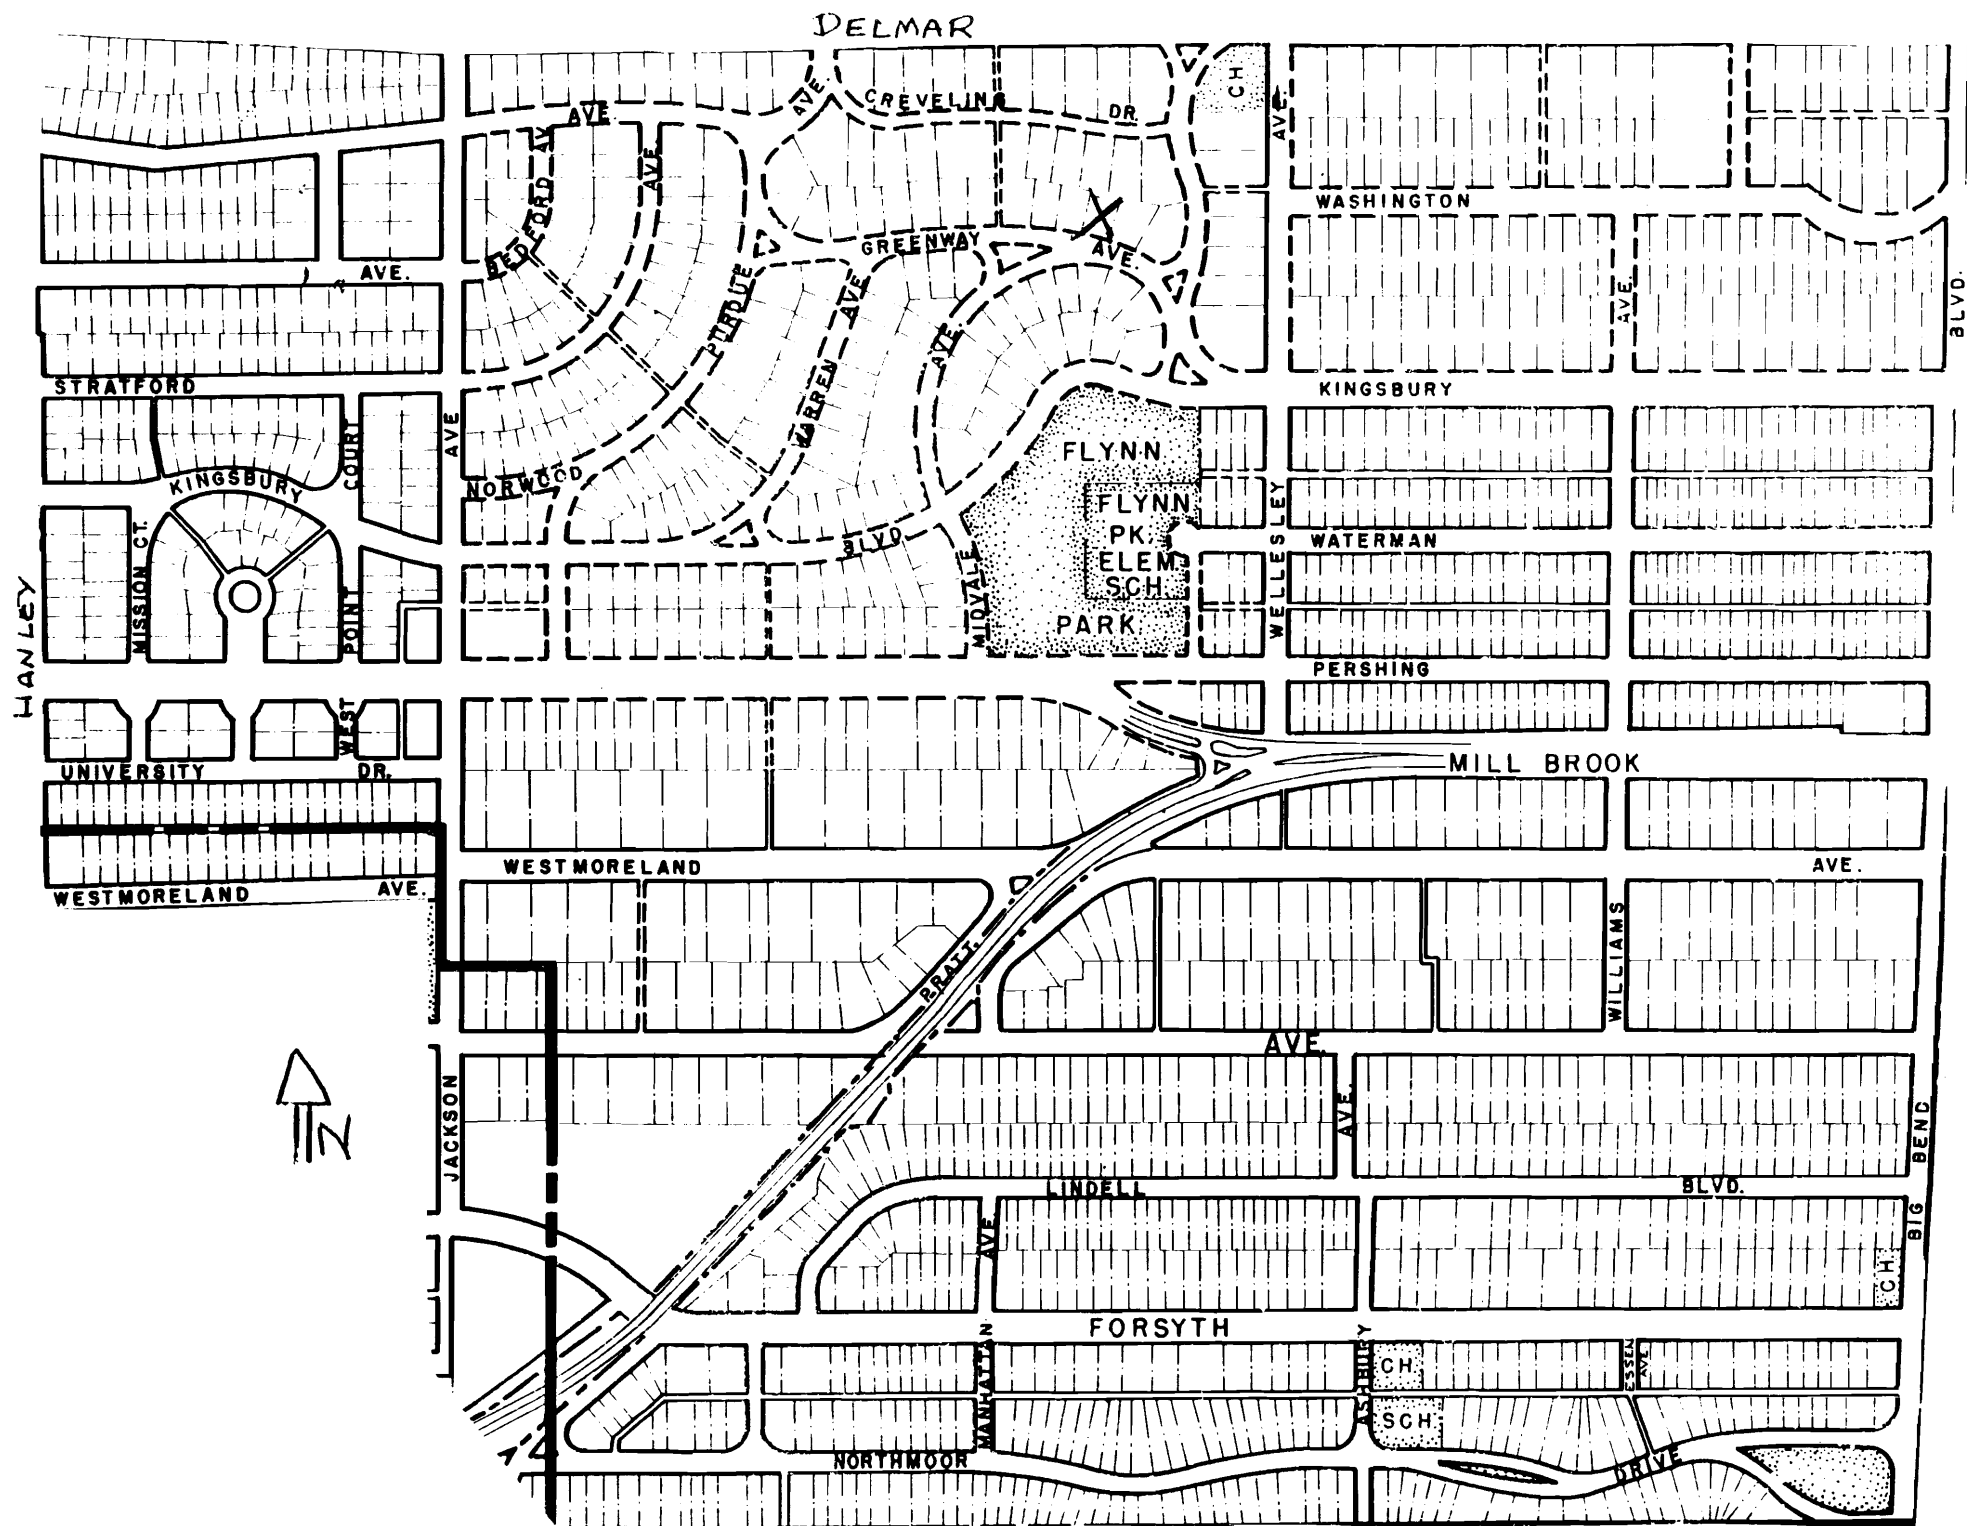 DELMAR
CH
AVE.
CREVELING
DR.
AVE.
AVE.
BEDFORD AV
AVE.
WASHINGTON
GREENWAY
AVE.
AVE.
STRATFORD
PURDUE
WARREN AVE
AVE.
AVE.
BLVD.
KINGSBURY
KINGSBURY
COURT
AVE
NORWOOD
FLYNN
FLYNN
PK.
ELEM
SCH
PARK
MISSION CT.
BLVD
MIDVALE
WELLESLEY
WATERMAN
HANLEY
POINT
WEST
PERSHING
UNIVERSITY
DR.
MILL BROOK
WESTMORELAND
AVE.
WESTMORELAND
AVE.
PRATT
WILLIAMS
AVE.
N
JACKSON
AVE.
BIG BEND
LINDELL
BLVD.
AVE
CH
FORSYTH
MANHATTAN
ASHBURY
CH
ESSEN
AVE
SCH
NORTHMOOR
DRIVE